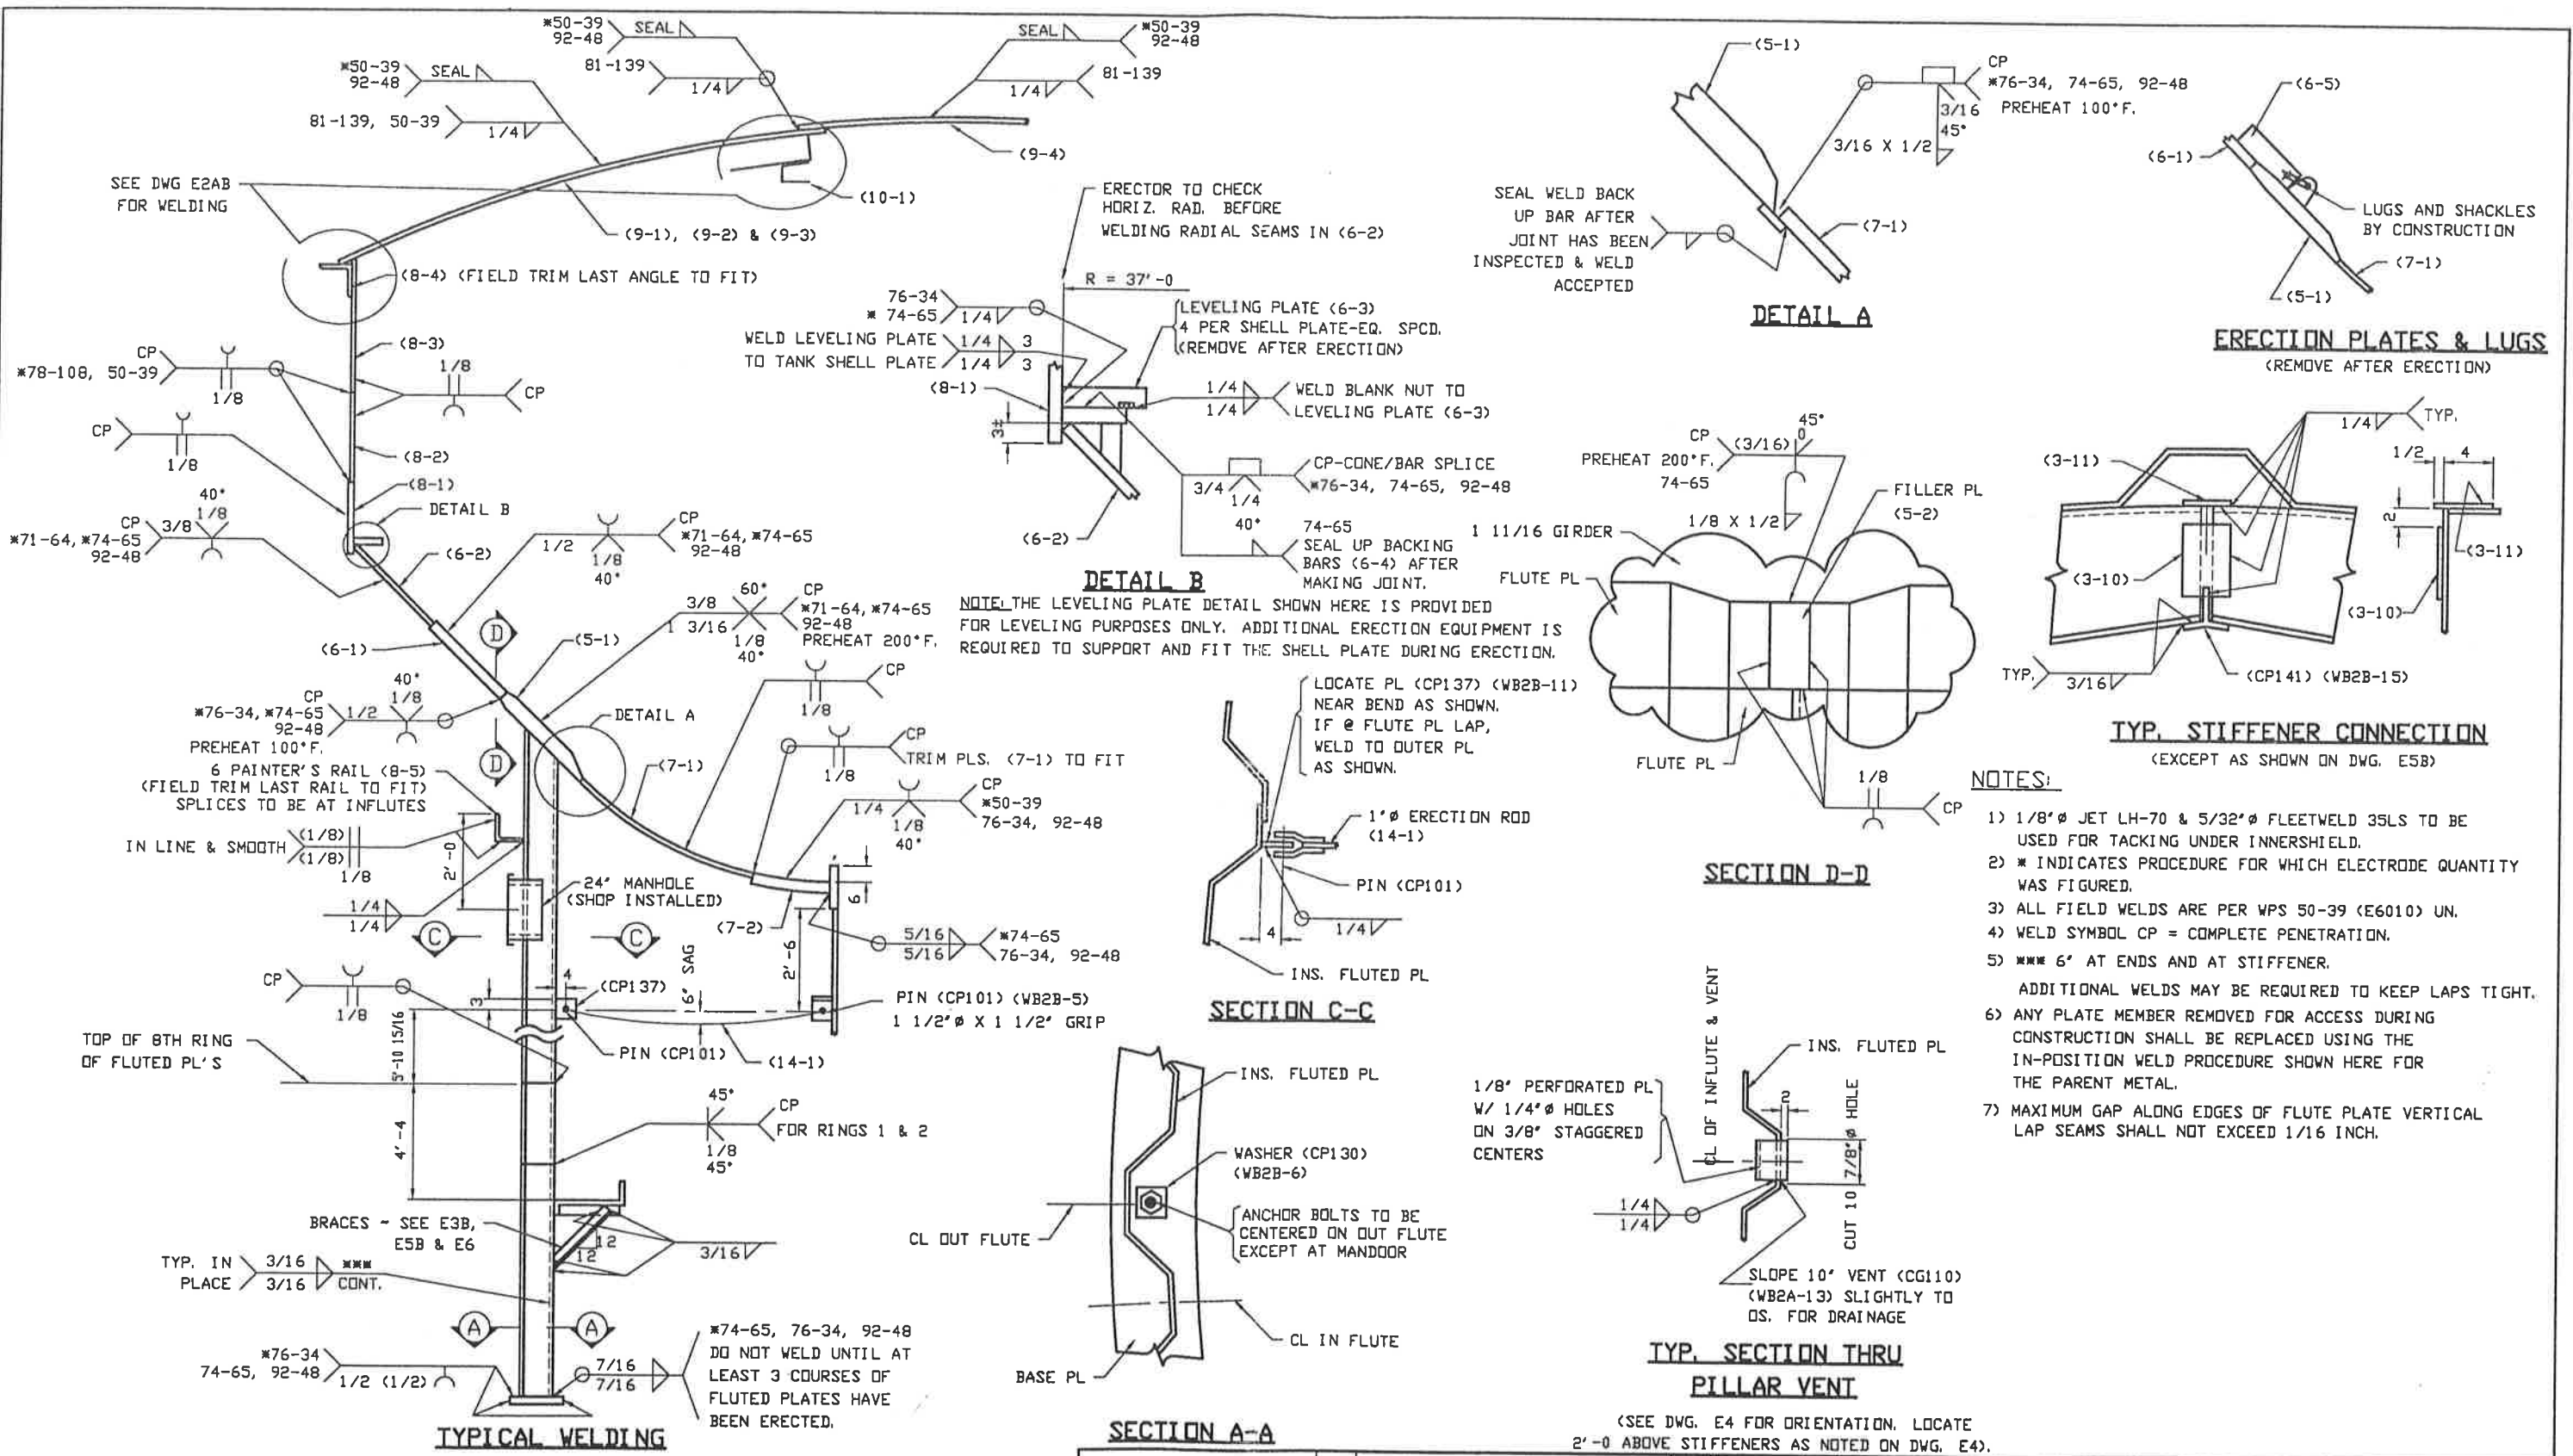 *50-39
92-48
SEAL
81-139
1/4
SEAL
*50-39
92-48
1/4
81-139
*50-39
92-48
SEAL
81-139, 50-39
1/4
SEE DWG E2AB
FOR WELDING
(9-4)
(10-1)
(9-1), (9-2) & (9-3)
(8-4) (FIELD TRIM LAST ANGLE TO FIT)
(8-3)
CP
*78-108, 50-39
1/8
1/8
CP
CP
1/8
(8-2)
(8-1)
DETAIL B
40°
1/8
CP
*71-64, *74-65
92-48
3/8
(6-2)
1/2
1/8
40°
CP
*71-64, *74-65
92-48
(6-1)
D
(5-1)
60°
3/8
1 3/16
1/8
40°
CP
*71-64, *74-65
92-48
PREHEAT 200°F.
40°
1/8
CP
*76-34, *74-65
92-48
1/2
PREHEAT 100°F.
D
DETAIL A
1/8
CP
1/8
CP
TRIM PLS. (7-1) TO FIT
(7-1)
1/4
1/8
40°
CP
*50-39
76-34, 92-48
6 PAINTER'S RAIL (8-5)
(FIELD TRIM LAST RAIL TO FIT)
SPLICES TO BE AT INFLUTES
IN LINE & SMOOTH
(1/8)
(1/8)
1/8
2'-0
24" MANHOLE
(SHOP INSTALLED)
1/4
1/4
C
C
(7-2)
6
2'-6
5/16
5/16
*74-65
76-34, 92-48
6" SAG
CP
1/8
3
4
(CP137)
PIN (CP101) (WB2B-5)
1 1/2"Ø X 1 1/2" GRIP
PIN (CP101)
(14-1)
TOP OF 8TH RING
OF FLUTED PL'S
5'-10 15/16
4'-4
45°
1/8
45°
CP
FOR RINGS 1 & 2
BRACES ~ SEE E3B,
E5B & E6
12
12
3/16
TYP. IN
PLACE
3/16
3/16
***
CONT.
A
A
*76-34
74-65, 92-48
1/2 (1/2)
7/16
7/16
*74-65, 76-34, 92-48
DO NOT WELD UNTIL AT
LEAST 3 COURSES OF
FLUTED PLATES HAVE
BEEN ERECTED.
TYPICAL WELDING
ERECTOR TO CHECK
HORIZ. RAD. BEFORE
WELDING RADIAL SEAMS IN (6-2)
R = 37'-0
76-34
* 74-65
1/4
LEVELING PLATE (6-3)
4 PER SHELL PLATE-EQ. SPCD.
(REMOVE AFTER ERECTION)
WELD LEVELING PLATE
TO TANK SHELL PLATE
1/4
1/4
3
3
(8-1)
1/4
1/4
WELD BLANK NUT TO
LEVELING PLATE (6-3)
3±
3/4
1/4
40°
CP-CONE/BAR SPLICE
*76-34, 74-65, 92-48
(6-2)
74-65
SEAL UP BACKING
BARS (6-4) AFTER
MAKING JOINT.
DETAIL B
NOTE: THE LEVELING PLATE DETAIL SHOWN HERE IS PROVIDED
FOR LEVELING PURPOSES ONLY. ADDITIONAL ERECTION EQUIPMENT IS
REQUIRED TO SUPPORT AND FIT THE SHELL PLATE DURING ERECTION.
(5-1)
CP
*76-34, 74-65, 92-48
PREHEAT 100°F.
3/16
45°
3/16 X 1/2
SEAL WELD BACK
UP BAR AFTER
JOINT HAS BEEN
INSPECTED & WELD
ACCEPTED
(7-1)
DETAIL A
(6-5)
(6-1)
LUGS AND SHACKLES
BY CONSTRUCTION
(7-1)
(5-1)
ERECTION PLATES & LUGS
(REMOVE AFTER ERECTION)
LOCATE PL (CP137) (WB2B-11)
NEAR BEND AS SHOWN.
IF @ FLUTE PL LAP,
WELD TO OUTER PL
AS SHOWN.
1"Ø ERECTION ROD
(14-1)
PIN (CP101)
1/4
4
INS. FLUTED PL
SECTION C-C
CP
PREHEAT 200°F.
74-65
(3/16)
45°
0
1/8 X 1/2
1 11/16 GIRDER
FILLER PL
(5-2)
FLUTE PL
FLUTE PL
1/8
CP
SECTION D-D
1/4
TYP.
(3-11)
1/2
4
2
(3-11)
(3-10)
(3-10)
TYP.
3/16
(CP141) (WB2B-15)
TYP. STIFFENER CONNECTION
(EXCEPT AS SHOWN ON DWG. E5B)
NOTES:
1) 1/8"Ø JET LH-70 & 5/32"Ø FLEETWELD 35LS TO BE
USED FOR TACKING UNDER INNERSHIELD.
2) * INDICATES PROCEDURE FOR WHICH ELECTRODE QUANTITY
WAS FIGURED.
3) ALL FIELD WELDS ARE PER WPS 50-39 (E6010) UN.
4) WELD SYMBOL CP = COMPLETE PENETRATION.
5) *** 6" AT ENDS AND AT STIFFENER.
ADDITIONAL WELDS MAY BE REQUIRED TO KEEP LAPS TIGHT.
6) ANY PLATE MEMBER REMOVED FOR ACCESS DURING
CONSTRUCTION SHALL BE REPLACED USING THE
IN-POSITION WELD PROCEDURE SHOWN HERE FOR
THE PARENT METAL.
7) MAXIMUM GAP ALONG EDGES OF FLUTE PLATE VERTICAL
LAP SEAMS SHALL NOT EXCEED 1/16 INCH.
INS. FLUTED PL
WASHER (CP130)
(WB2B-6)
ANCHOR BOLTS TO BE
CENTERED ON OUT FLUTE
EXCEPT AT MANDOOR
CL OUT FLUTE
CL IN FLUTE
BASE PL
SECTION A-A
CL OF INFLUTE & VENT
INS. FLUTED PL
1/8" PERFORATED PL
W/ 1/4"Ø HOLES
ON 3/8" STAGGERED
CENTERS
2
CUT 10 7/8"Ø HOLE
1/4
1/4
SLOPE 10" VENT (CG110)
(WB2A-13) SLIGHTLY TO
OS. FOR DRAINAGE
TYP. SECTION THRU
PILLAR VENT
(SEE DWG. E4 FOR ORIENTATION. LOCATE
2'-0 ABOVE STIFFENERS AS NOTED ON DWG. E4).